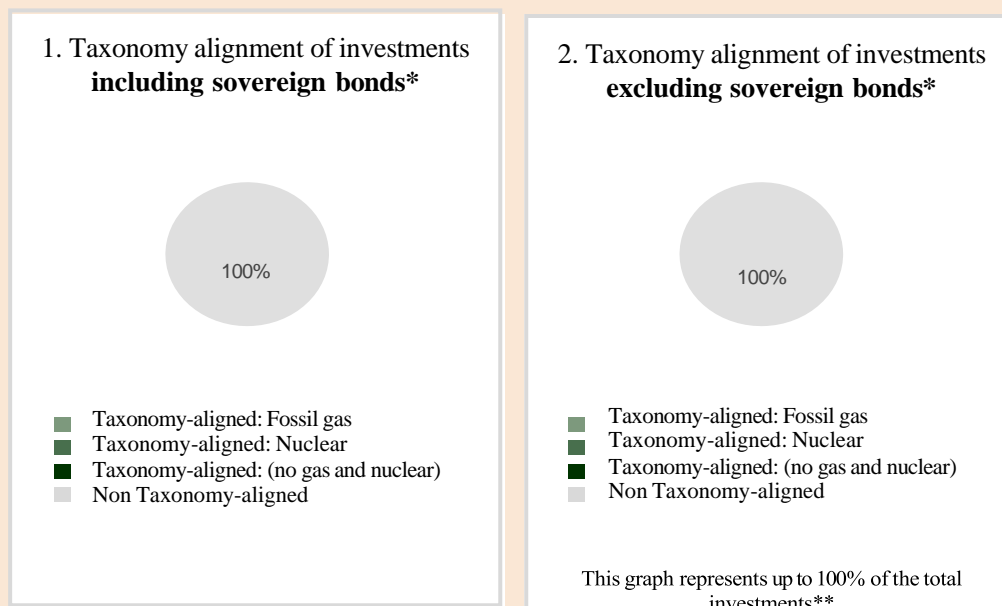 1. Taxonomy alignment of investments
including sovereign bonds*
100%
Taxonomy-aligned: Fossil gas
Taxonomy-aligned: Nuclear
Taxonomy-aligned: (no gas and nuclear)
Non Taxonomy-aligned
2. Taxonomy alignment of investments
excluding sovereign bonds*
100%
Taxonomy-aligned: Fossil gas
Taxonomy-aligned: Nuclear
Taxonomy-aligned: (no gas and nuclear)
Non Taxonomy-aligned
This graph represents up to 100% of the total
investments**